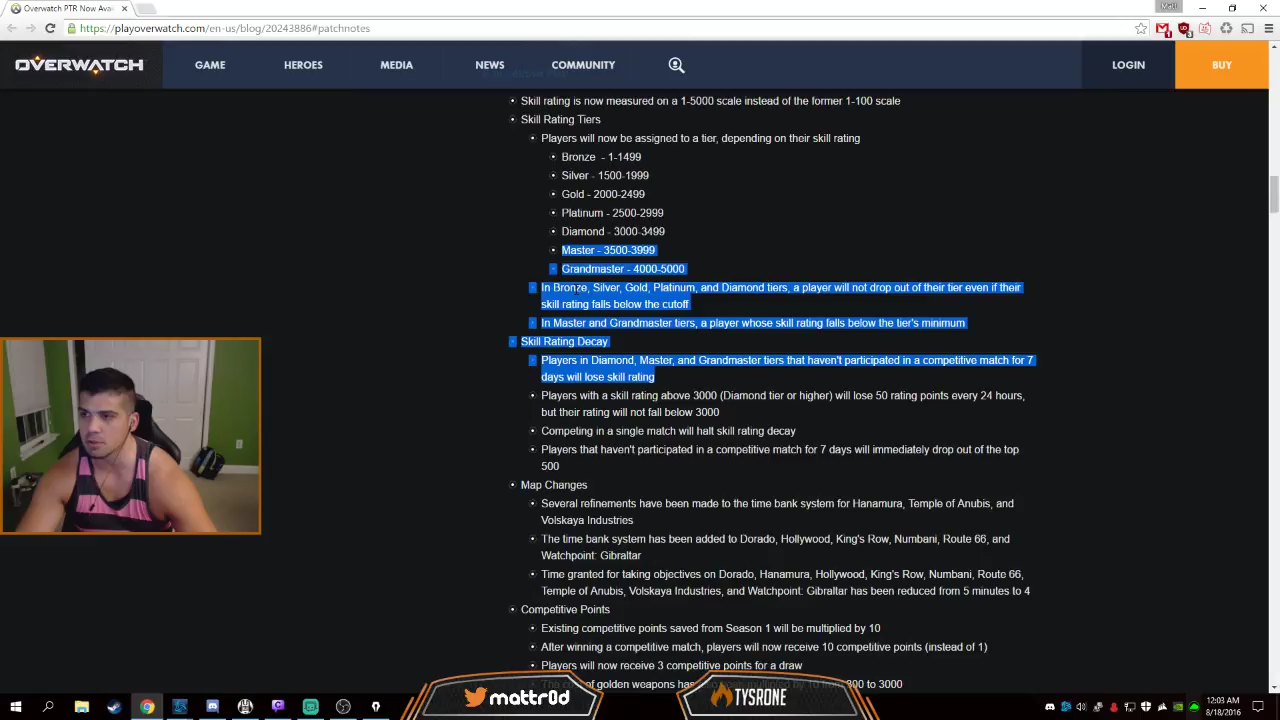 Overwatch PTR Now Avai
Matt
https://playoverwatch.com/en-us/blog/20243886#patchnotes
OVERWATCH
GAME
HEROES
MEDIA
NEWS
COMMUNITY
LOGIN
BUY
Skill rating is now measured on a 1-5000 scale instead of the former 1-100 scale
Skill Rating Tiers
Players will now be assigned to a tier, depending on their skill rating
Bronze - 1-1499
Silver - 1500-1999
Gold - 2000-2499
Platinum - 2500-2999
Diamond - 3000-3499
Master - 3500-3999
Grandmaster - 4000-5000
In Bronze, Silver, Gold, Platinum, and Diamond tiers, a player will not drop out of their tier even if their
skill rating falls below the cutoff
In Master and Grandmaster tiers, a player whose skill rating falls below the tier's minimum
Skill Rating Decay
Players in Diamond, Master, and Grandmaster tiers that haven't participated in a competitive match for 7
days will lose skill rating
Players with a skill rating above 3000 (Diamond tier or higher) will lose 50 rating points every 24 hours,
but their rating will not fall below 3000
Competing in a single match will halt skill rating decay
Players that haven't participated in a competitive match for 7 days will immediately drop out of the top
500
Map Changes
Several refinements have been made to the time bank system for Hanamura, Temple of Anubis, and
Volskaya Industries
The time bank system has been added to Dorado, Hollywood, King's Row, Numbani, Route 66, and
Watchpoint: Gibraltar
Time granted for taking objectives on Dorado, Hanamura, Hollywood, King's Row, Numbani, Route 66,
Temple of Anubis, Volskaya Industries, and Watchpoint: Gibraltar has been reduced from 5 minutes to 4
Competitive Points
Existing competitive points saved from Season 1 will be multiplied by 10
After winning a competitive match, players will now receive 10 competitive points (instead of 1)
Players will now receive 3 competitive points for a draw
of golden weapons has
multiplied by 10
300 to 3000
mattr0d
TYSRONE
12:03 AM
8/18/2016